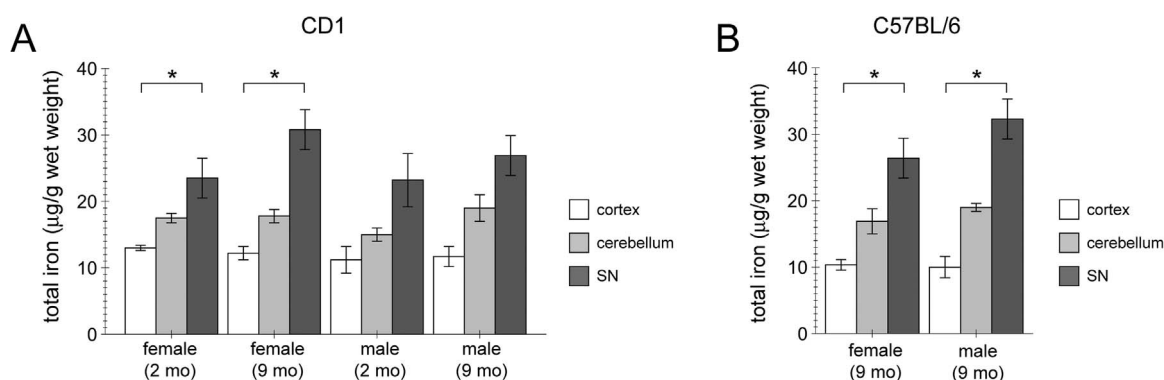 A
CD1
total iron (µg/g wet weight)
40
30
20
10
0
*
*
female
(2 mo)
female
(9 mo)
male
(2 mo)
male
(9 mo)
cortex
cerebellum
SN
B
C57BL/6
total iron (µg/g wet weight)
40
30
20
10
0
*
*
female
(9 mo)
male
(9 mo)
cortex
cerebellum
SN